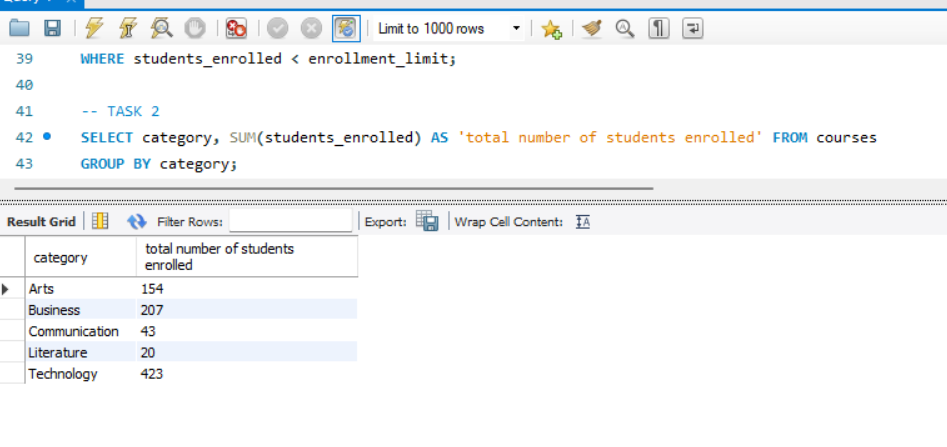 Limit to 1000 rows
39 WHERE students_enrolled < enrollment_limit;
40
41 -- TASK 2
42 SELECT category, SUM(students_enrolled) AS 'total number of students enrolled' FROM courses
43 GROUP BY category;
Result Grid Filter Rows: Export: Wrap Cell Content:
category total number of students
enrolled
Arts 154
Business 207
Communication 43
Literature 20
Technology 423